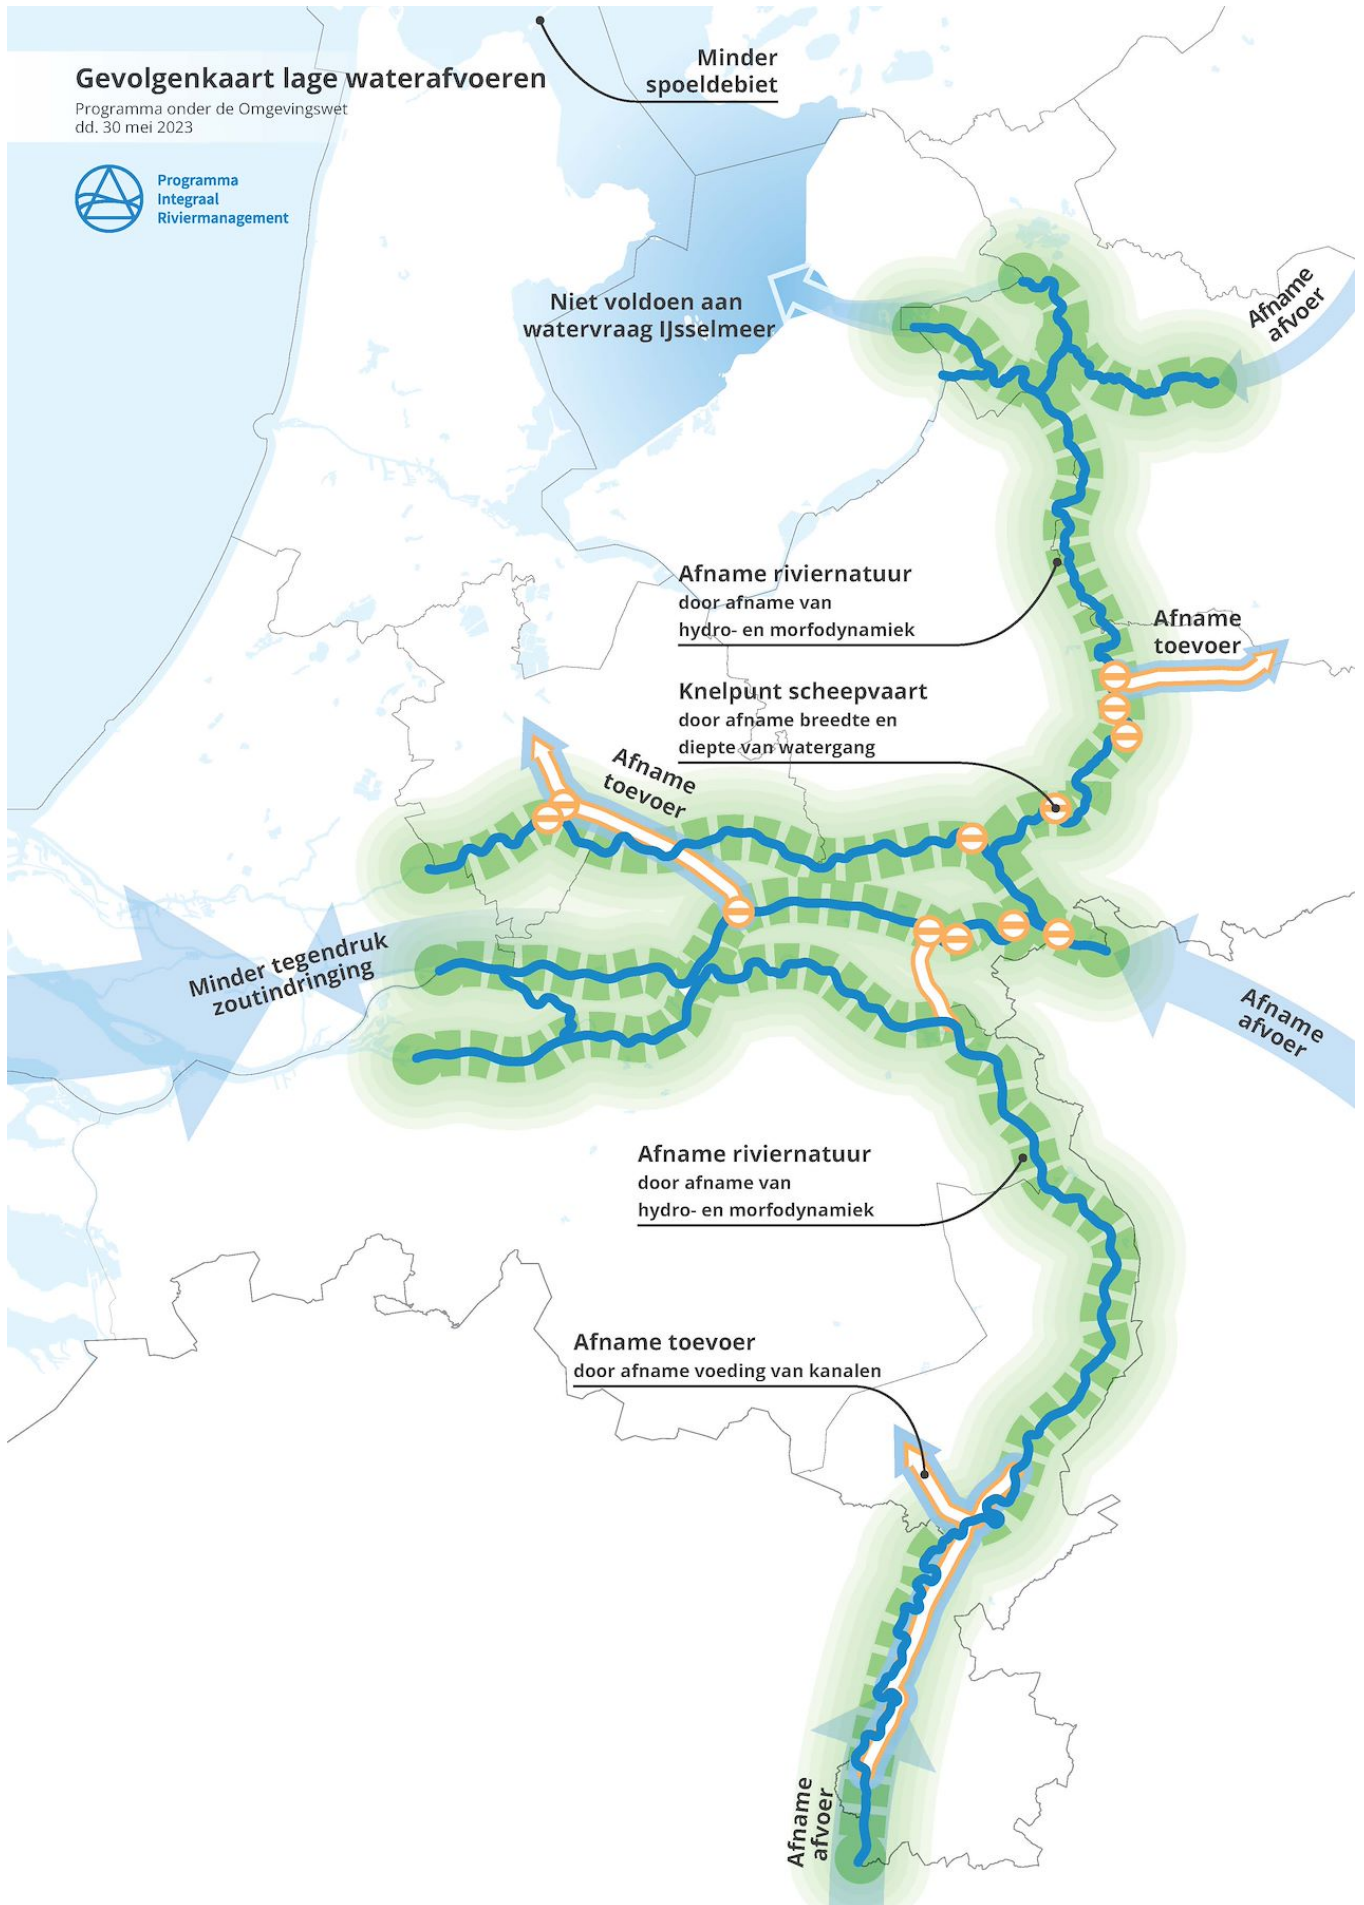 Gevolgenkaart lage waterafvoeren
Programma onder de Omgevingswet
dd. 30 mei 2023
Programma
Integraal
Riviermanagement
Minder
spoeldebiet
Niet voldoen aan
watervraag IJsselmeer
Afname
afvoer
Afname riviernatuur
door afname van
hydro- en morfodynamiek
Afname
toevoer
Knelpunt scheepvaart
door afname breedte en
diepte van watergang
Afname
toevoer
Minder tegendruk
zoutindringing
Afname
afvoer
Afname riviernatuur
door afname van
hydro- en morfodynamiek
Afname toevoer
door afname voeding van kanalen
Afname
afvoer